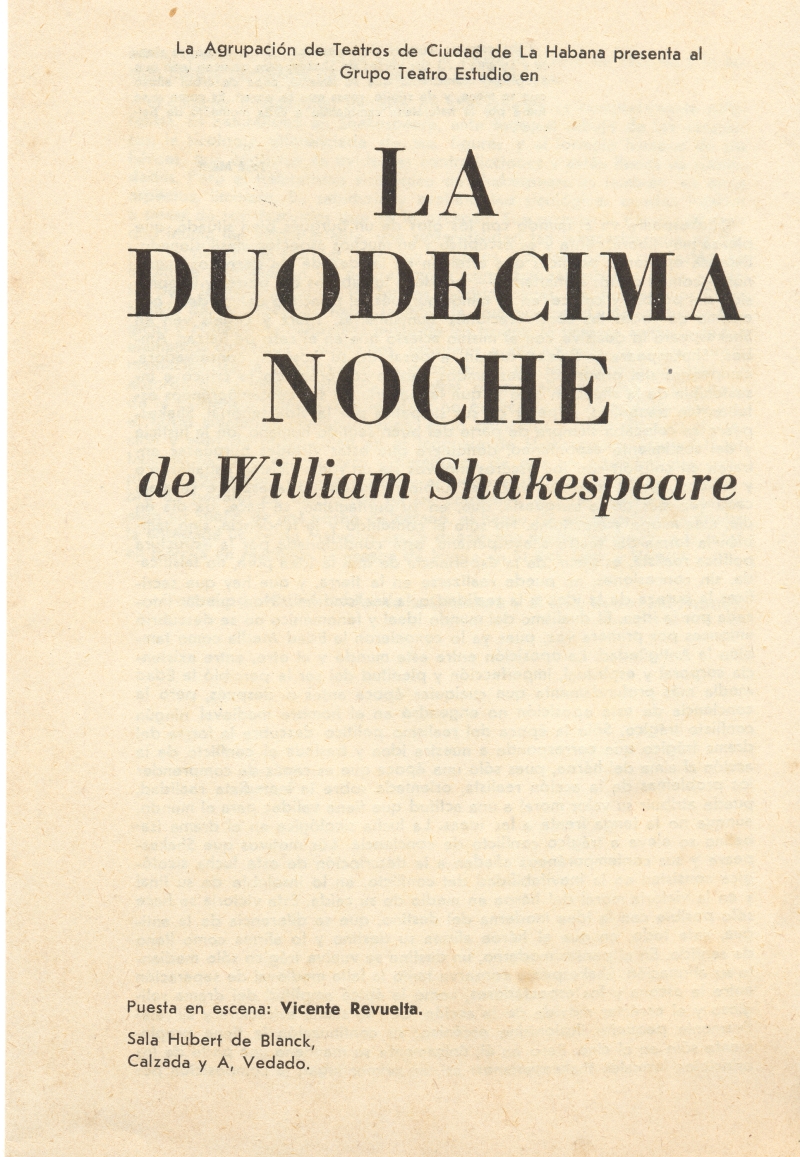 La Agrupación de Teatros de Ciudad de La Habana presenta al
Grupo Teatro Estudio en
LA
DUODECIMA
NOCHE
de William Shakespeare
Puesta en escena: Vicente Revuelta.
Sala Hubert de Blanck,
Calzada y A, Vedado.